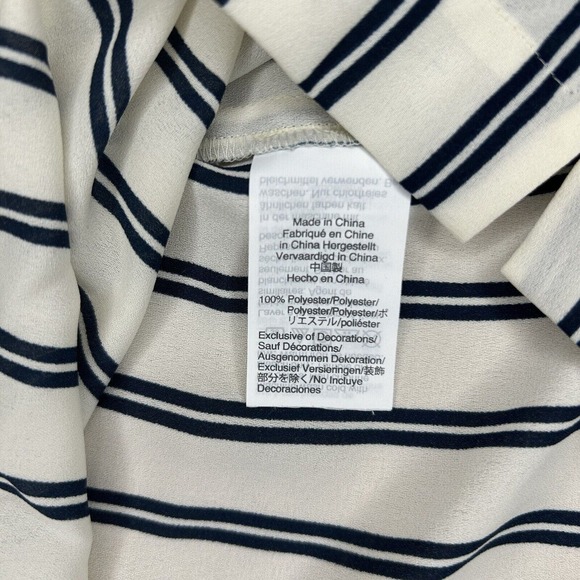 Made in China
Fabriqué en Chine
in China Hergestellt
Vervaardigd in China
中国製
Hecho en China
100% Polyester/Polyester/
Polyester/Polyester/ポ
リエステル/poliéster
Exclusive of Decorations/
Sauf Décorations/
Ausgenommen Dekoration/
Exclusief Versieringen/装飾
部分を除く/No Incluye
Decoraciones